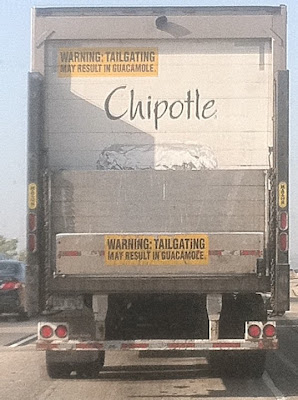 WARNING: TAILGATING
MAY RESULT IN GUACAMOLE.
Chipotle
WARNING: TAILGATING
MAY RESULT IN GUACAMOLE.